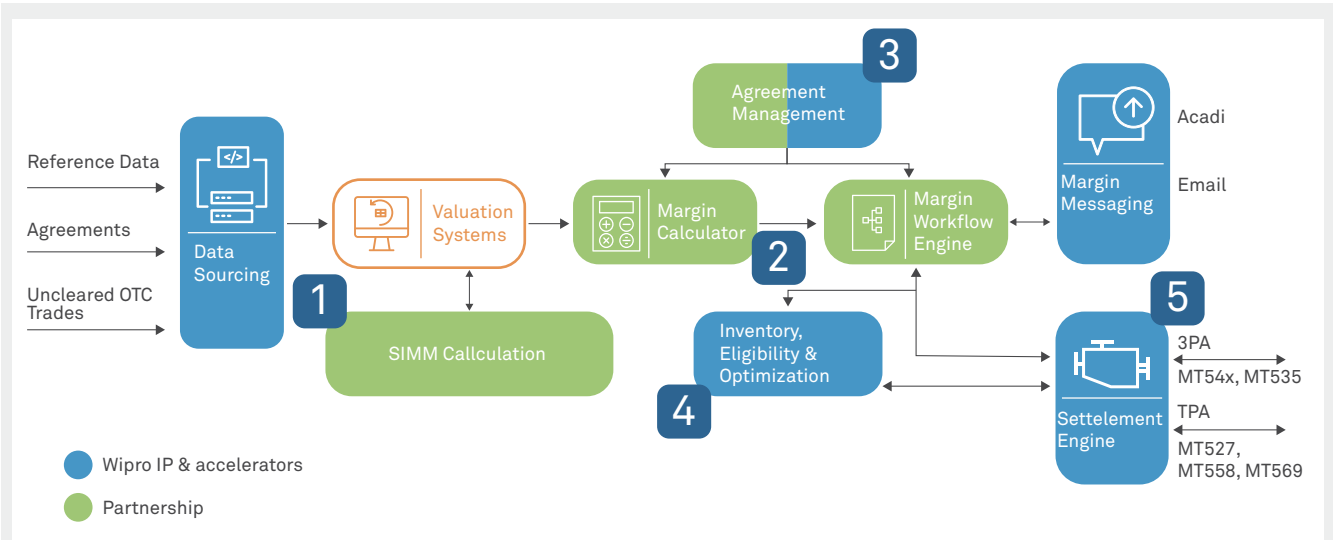 3
Agreement
Management
Acadi
Email
Margin
Messaging
Reference Data
Agreements
Uncleared OTC
Trades
</>
Data
Sourcing
Valuation
Systems
Margin
Calculator
Margin
Workflow
Engine
1
2
SIMM Callculation
Inventory,
Eligibility &
Optimization
4
5
Settelement
Engine
3PA
MT54x, MT535
TPA
MT527,
MT558, MT569
Wipro IP & accelerators
Partnership